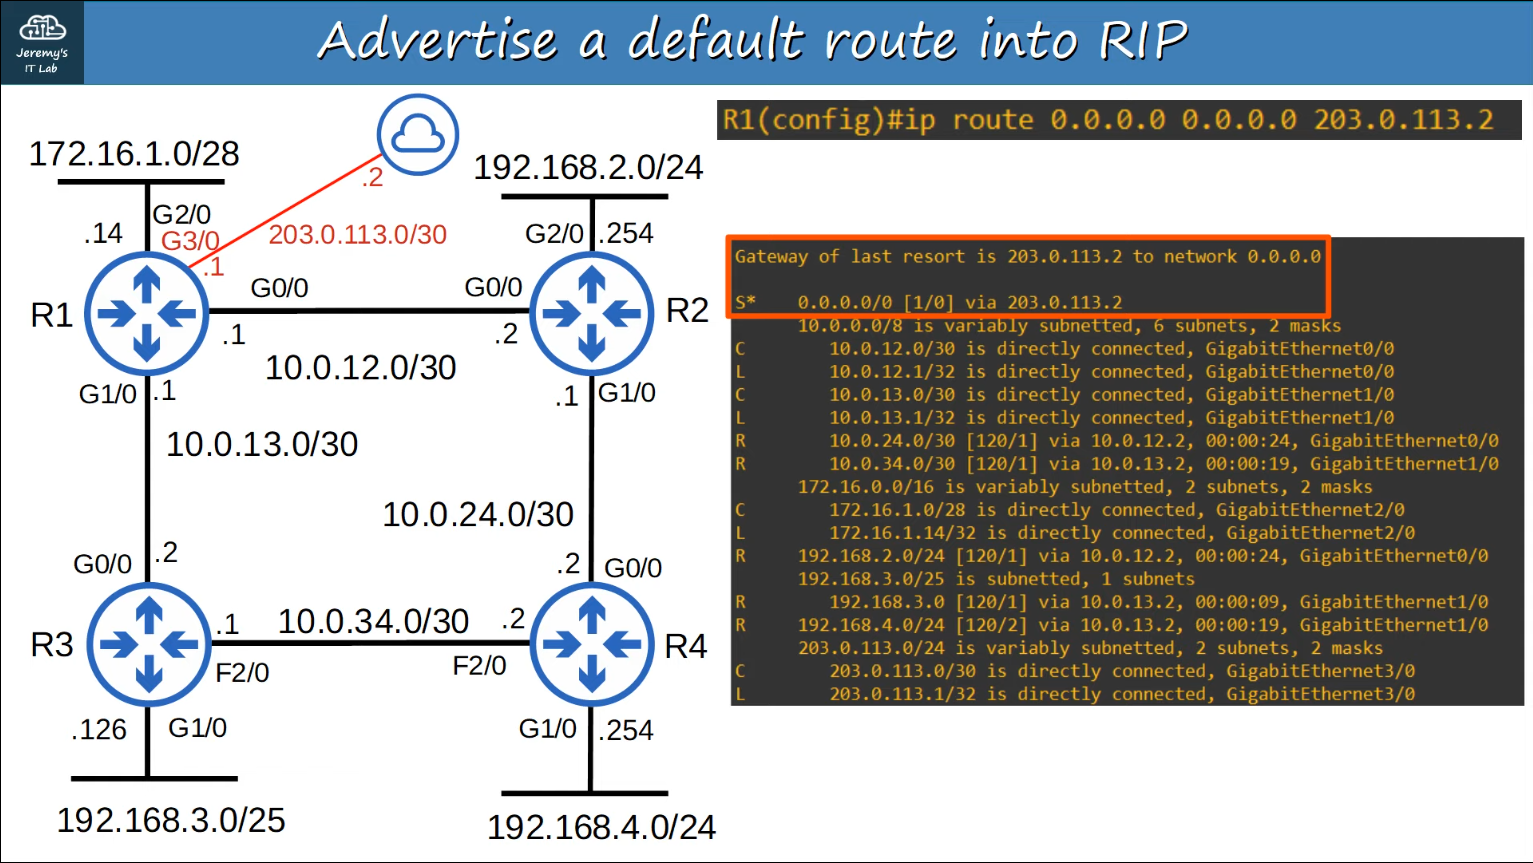 Jeremy's
IT Lab
Advertise a default route into RIP
172.16.1.0/28
.2
192.168.2.0/24
G2/0
.14
G3/0
203.0.113.0/30
G2/0
.254
.1
G0/0
G0/0
R1
R2
.1
.2
10.0.12.0/30
G1/0
.1
.1
G1/0
10.0.13.0/30
10.0.24.0/30
G0/0
.2
.2
G0/0
R3
.1
10.0.34.0/30
.2
R4
F2/0
F2/0
.126
G1/0
G1/0
.254
192.168.3.0/25
192.168.4.0/24
R1(config)#ip route 0.0.0.0 0.0.0.0 203.0.113.2
Gateway of last resort is 203.0.113.2 to network 0.0.0.0
S* 0.0.0.0/0 [1/0] via 203.0.113.2
10.0.0.0/8 is variably subnetted, 6 subnets, 2 masks
C 10.0.12.0/30 is directly connected, GigabitEthernet0/0
L 10.0.12.1/32 is directly connected, GigabitEthernet0/0
C 10.0.13.0/30 is directly connected, GigabitEthernet1/0
L 10.0.13.1/32 is directly connected, GigabitEthernet1/0
R 10.0.24.0/30 [120/1] via 10.0.12.2, 00:00:24, GigabitEthernet0/0
R 10.0.34.0/30 [120/1] via 10.0.13.2, 00:00:19, GigabitEthernet1/0
172.16.0.0/16 is variably subnetted, 2 subnets, 2 masks
C 172.16.1.0/28 is directly connected, GigabitEthernet2/0
L 172.16.1.14/32 is directly connected, GigabitEthernet2/0
R 192.168.2.0/24 [120/1] via 10.0.12.2, 00:00:24, GigabitEthernet0/0
192.168.3.0/25 is subnetted, 1 subnets
R 192.168.3.0 [120/1] via 10.0.13.2, 00:00:09, GigabitEthernet1/0
R 192.168.4.0/24 [120/2] via 10.0.13.2, 00:00:19, GigabitEthernet1/0
203.0.113.0/24 is variably subnetted, 2 subnets, 2 masks
C 203.0.113.0/30 is directly connected, GigabitEthernet3/0
L 203.0.113.1/32 is directly connected, GigabitEthernet3/0